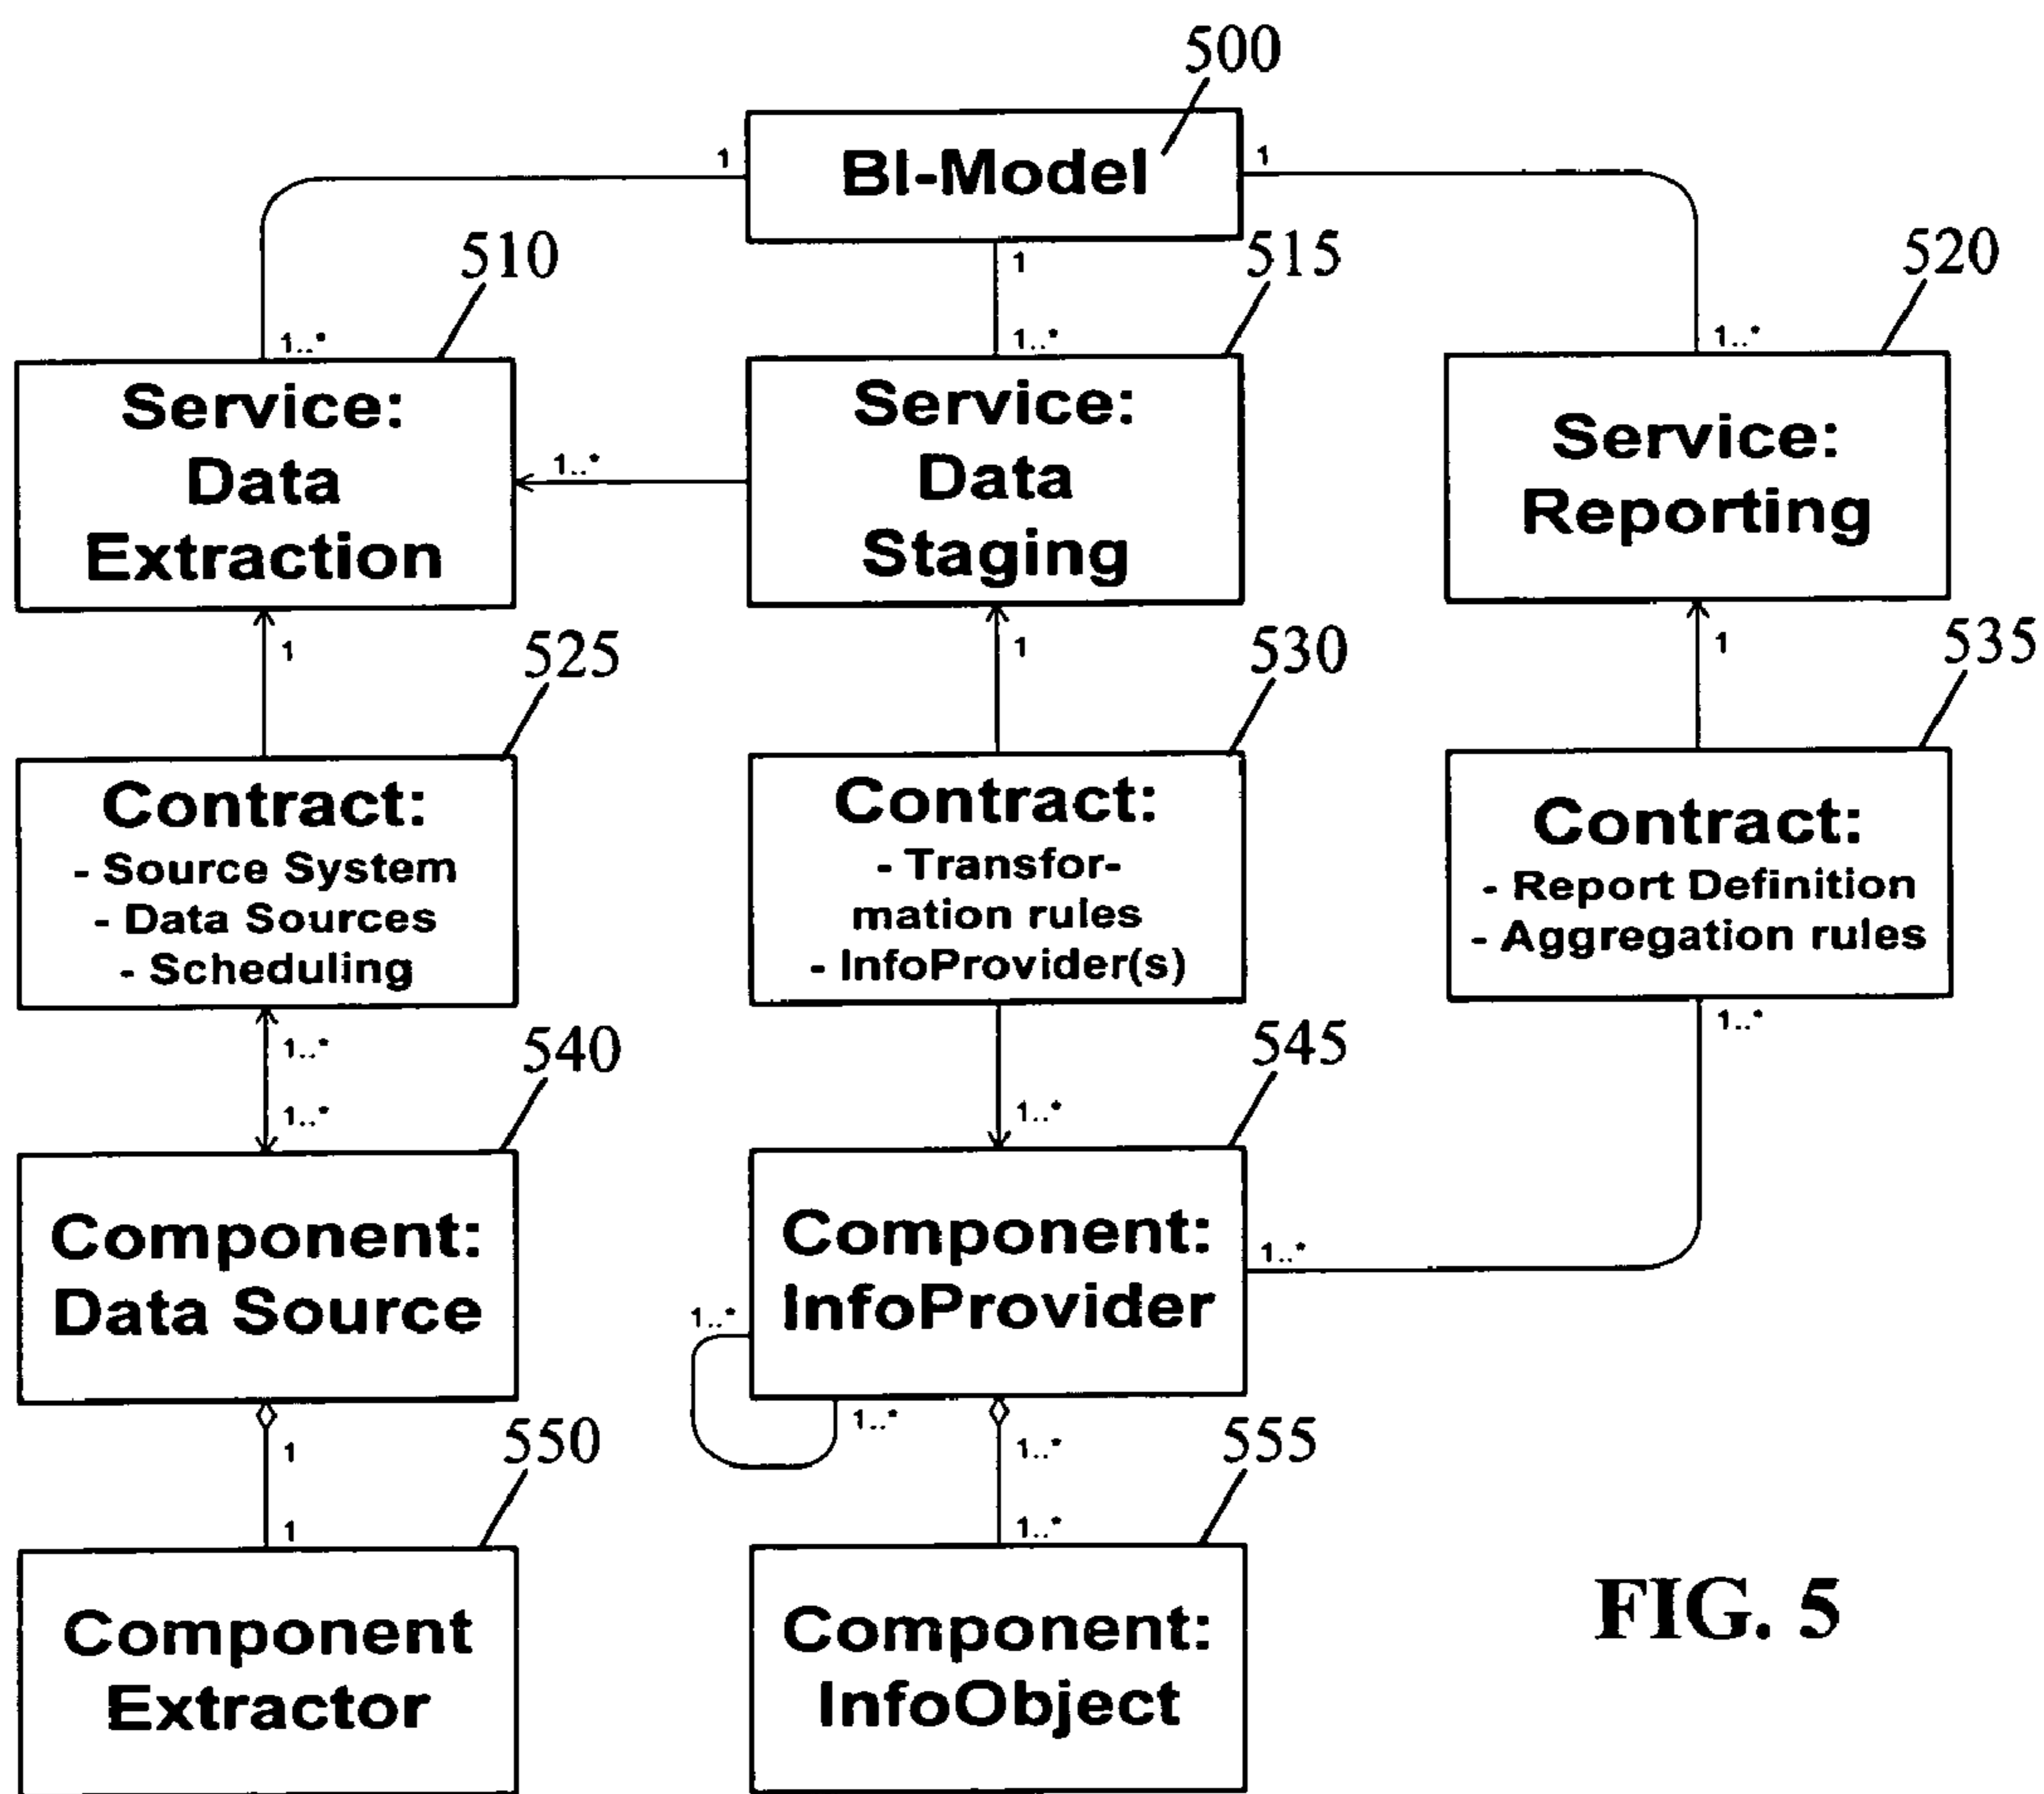 500
1
BI-Model
1
510
1
515
520
1..*
1..*
1..*
Service:
Data
Extraction
1..*
Service:
Data
Staging
Service:
Reporting
1
525
1
530
1
535
Contract:
- Source System
- Data Sources
- Scheduling
Contract:
- Transfor-
mation rules
- InfoProvider(s)
Contract:
- Report Definition
- Aggregation rules
1..*
540
1..*
1..*
545
1..*
Component:
Data Source
Component:
InfoProvider
1..*
1..*
1
550
1..*
1..*
555
1
1..*
Component
Extractor
Component:
InfoObject
FIG. 5